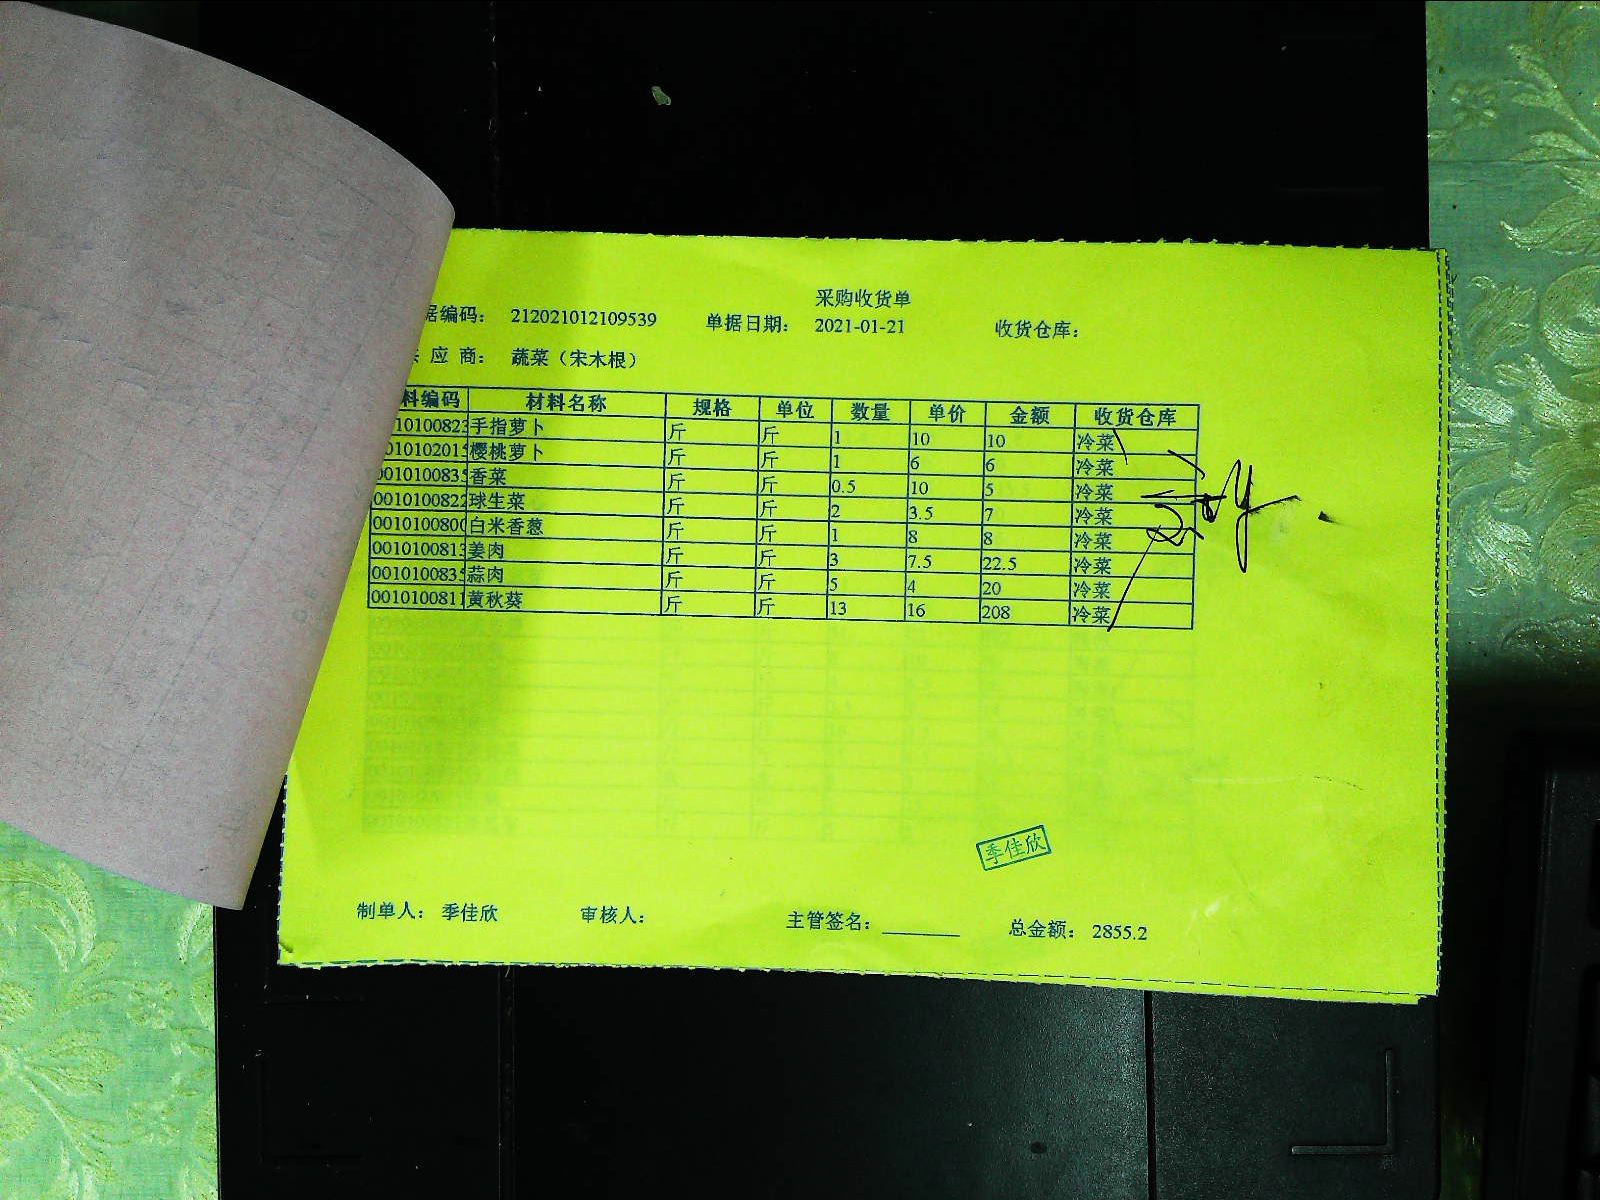 采购收货单
据编码： 212021012109539 单据日期： 2021-01-21 收货仓库：
应 商： 蔬菜（宋木根）
料编码 材料名称 规格 单位 数量 单价 金额 收货仓库
10100823 手指萝卜 斤 斤 1 10 10 冷菜
010102015 樱桃萝卜 斤 斤 1 6 6 冷菜
0010100835 香菜 斤 斤 0.5 10 5 冷菜
0010100822 球生菜 斤 斤 2 3.5 7 冷菜
0010100800 白米香葱 斤 斤 1 8 8 冷菜
0010100813 姜肉 斤 斤 3 7.5 22.5 冷菜
0010100835 蒜肉 斤 斤 5 4 20 冷菜
0010100811 黄秋葵 斤 斤 13 16 208 冷菜
季佳欣
制单人： 季佳欣 审核人： 主管签名： 总金额： 2855.2